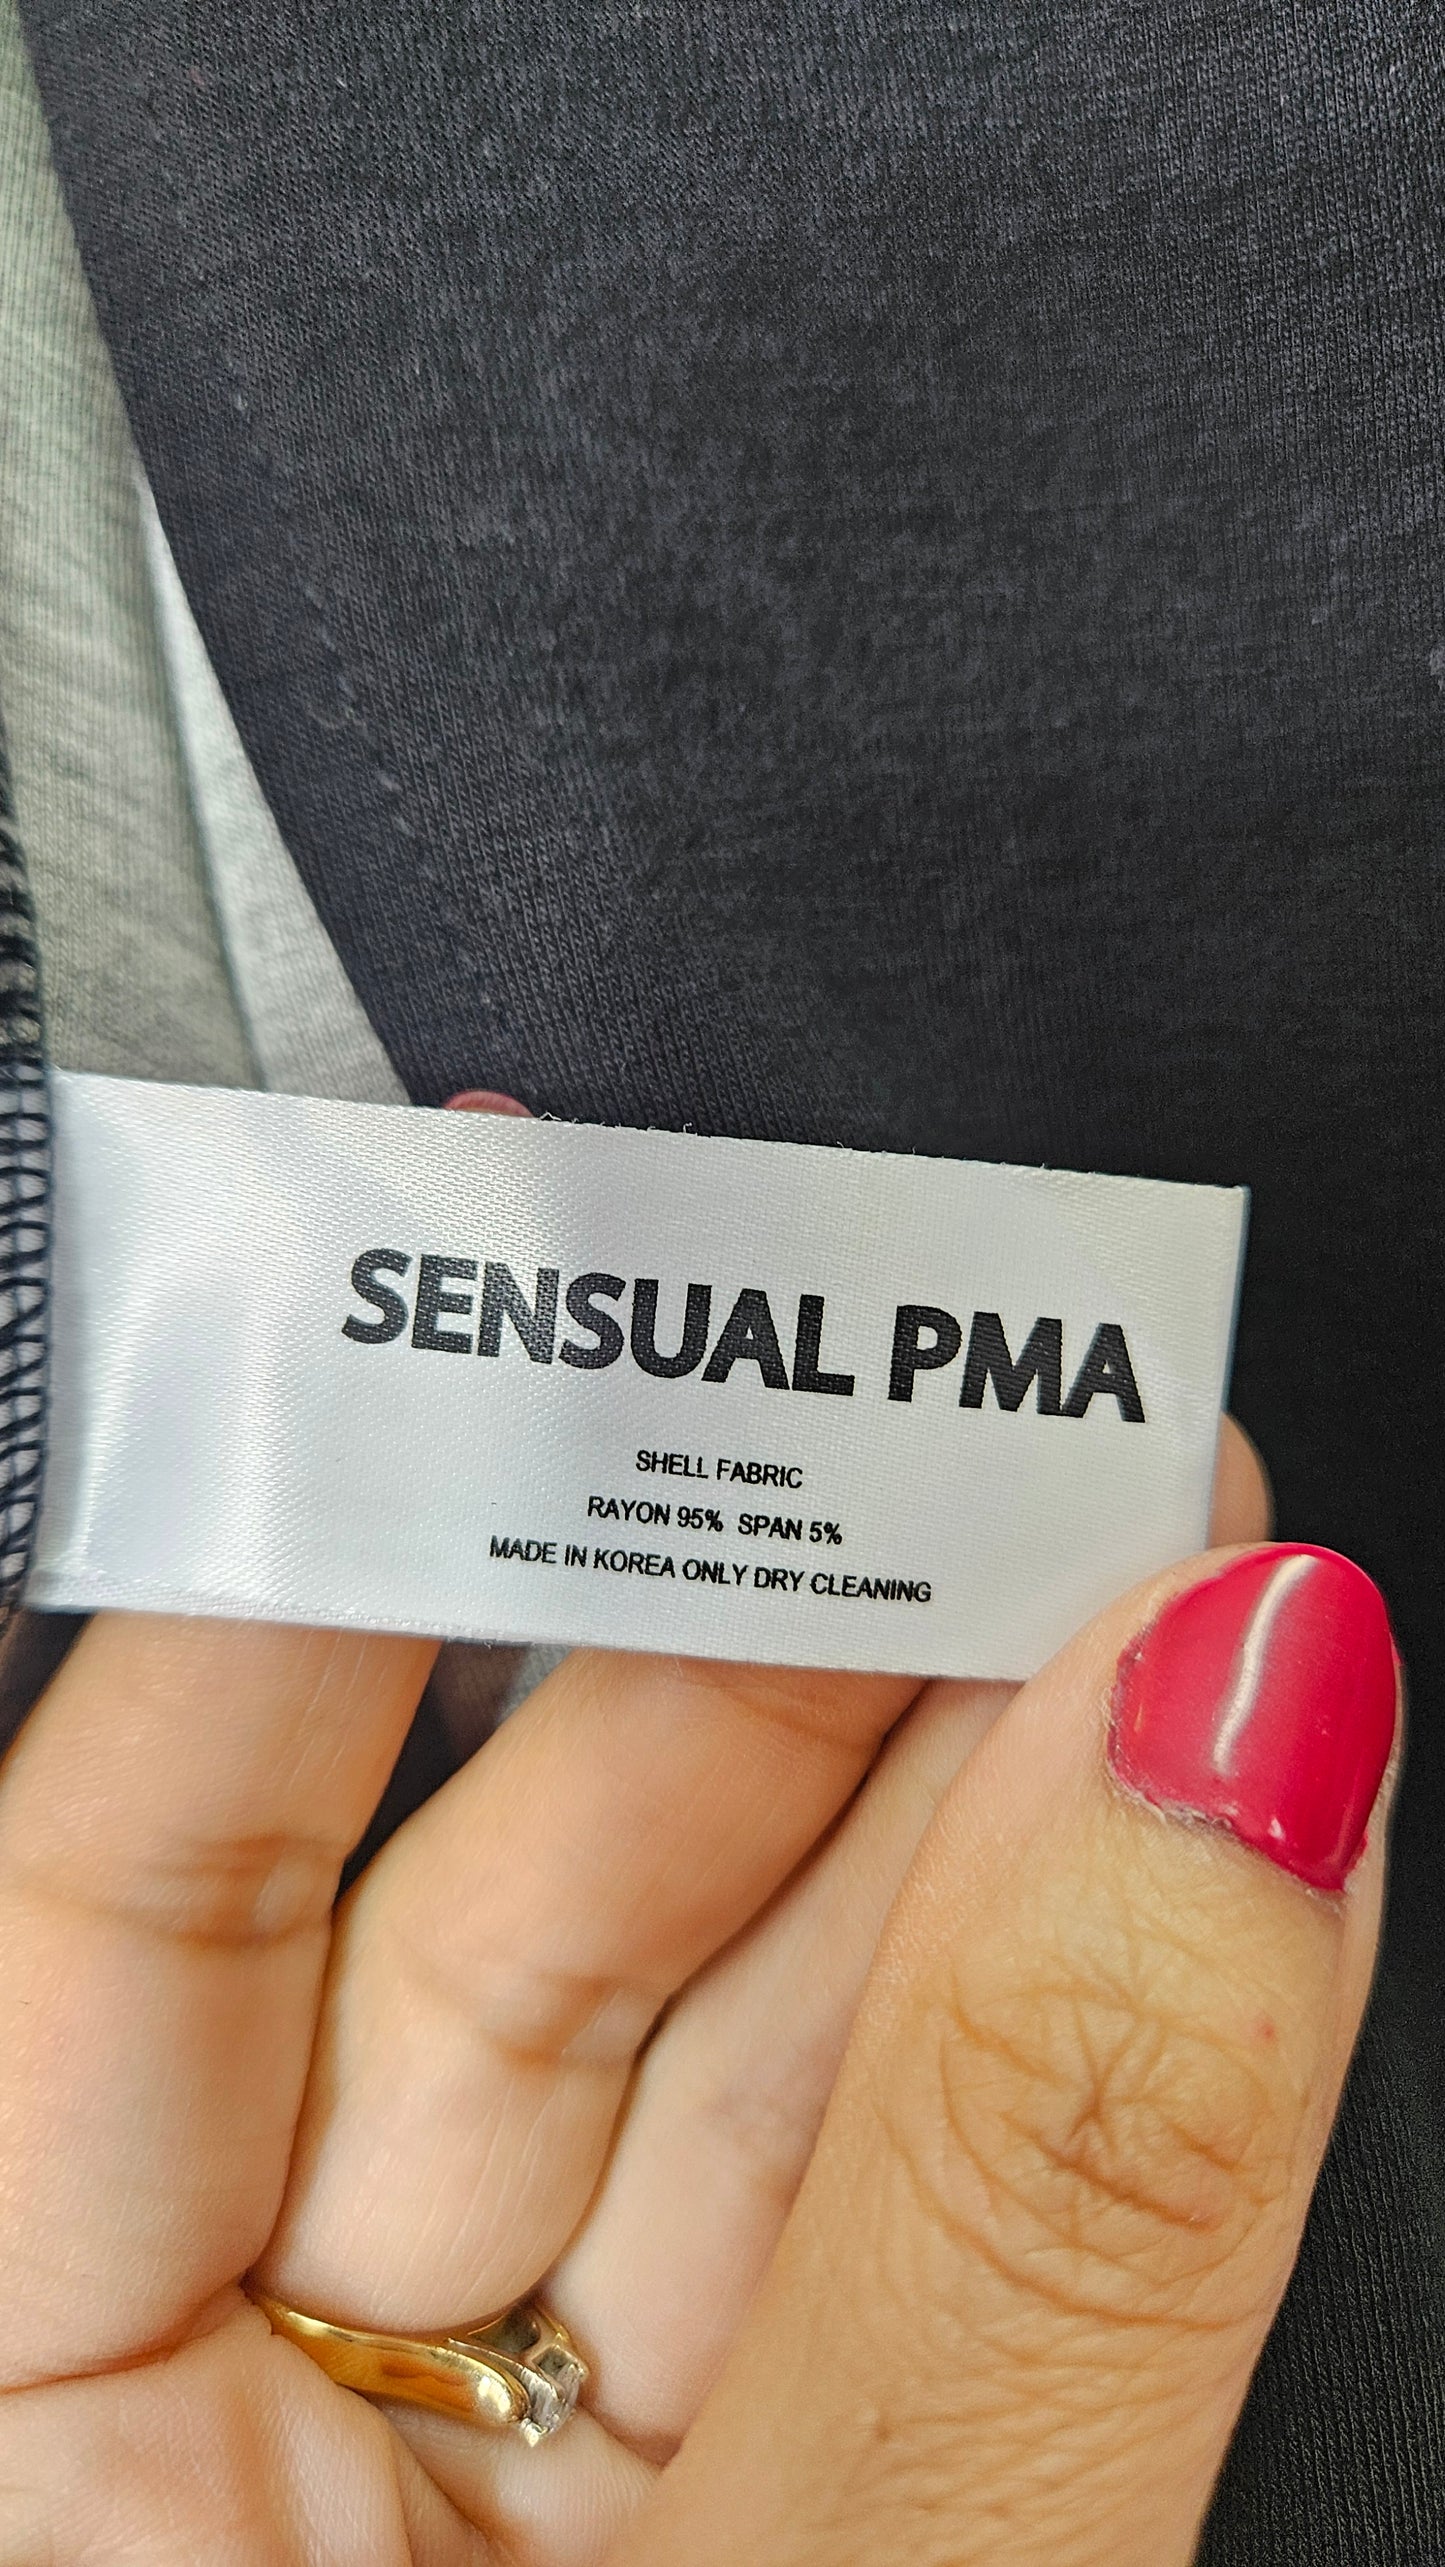 SENSUAL PMA
SHELL FABRIC
RAYON 95% SPAN 5%
MADE IN KOREA ONLY DRY CLEANING